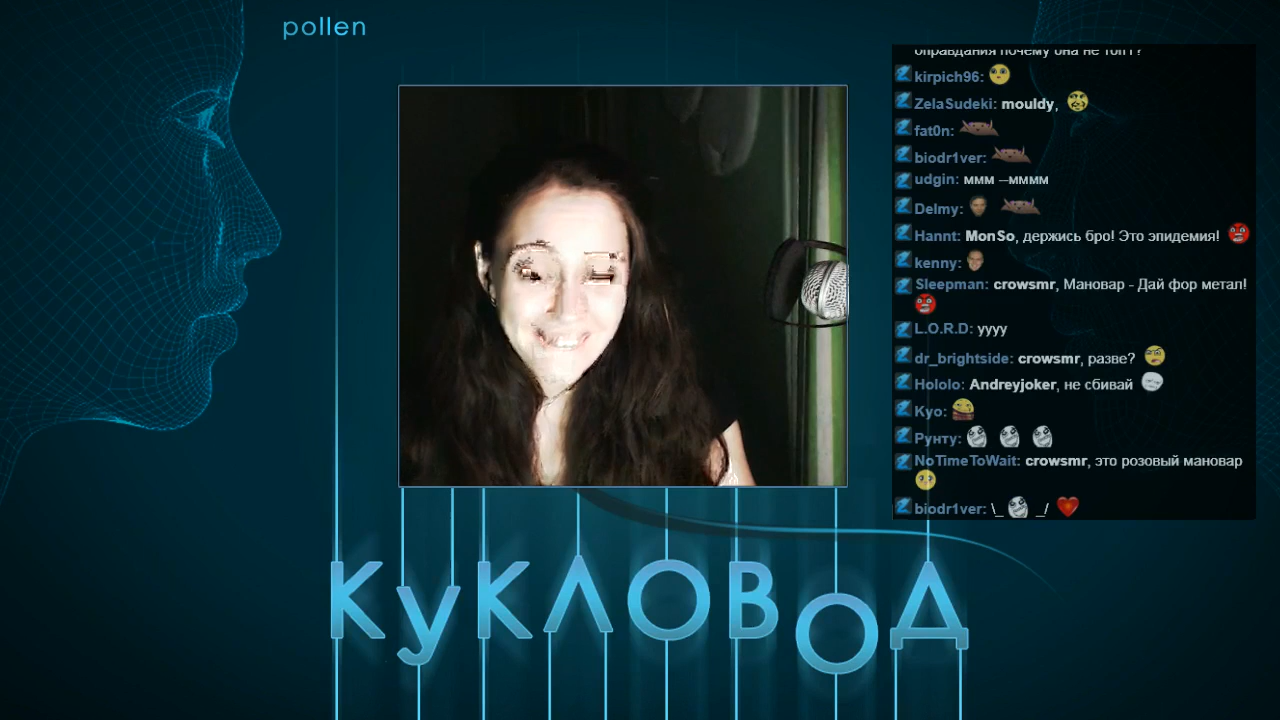 pollen
оправдания почему она не топ1?
kirpich96:
ZelaSudeki: mouldy,
fat0n:
biodr1ver:
udgin: ммм –мммм
Delmy:
Hannt: MonSo, держись бро! Это эпидемия!
kenny:
Sleepman: crowsmr, Мановар - Дай фор метал!
L.O.R.D: уууу
dr_brightside: crowsmr, разве?
Hololo: Andreyjoker, не сбивай
Kyo:
Рунту:
NoTimeToWait: crowsmr, это розовый мановар
biodr1ver: \_ _/
КУКЛОВОД